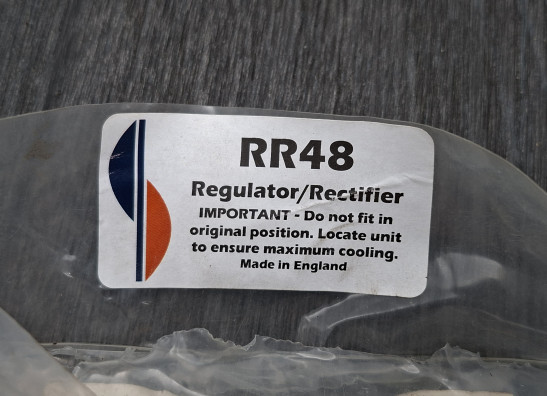 RR48
Regulator/Rectifier
IMPORTANT - Do not fit in
original position. Locate unit
to ensure maximum cooling.
Made in England